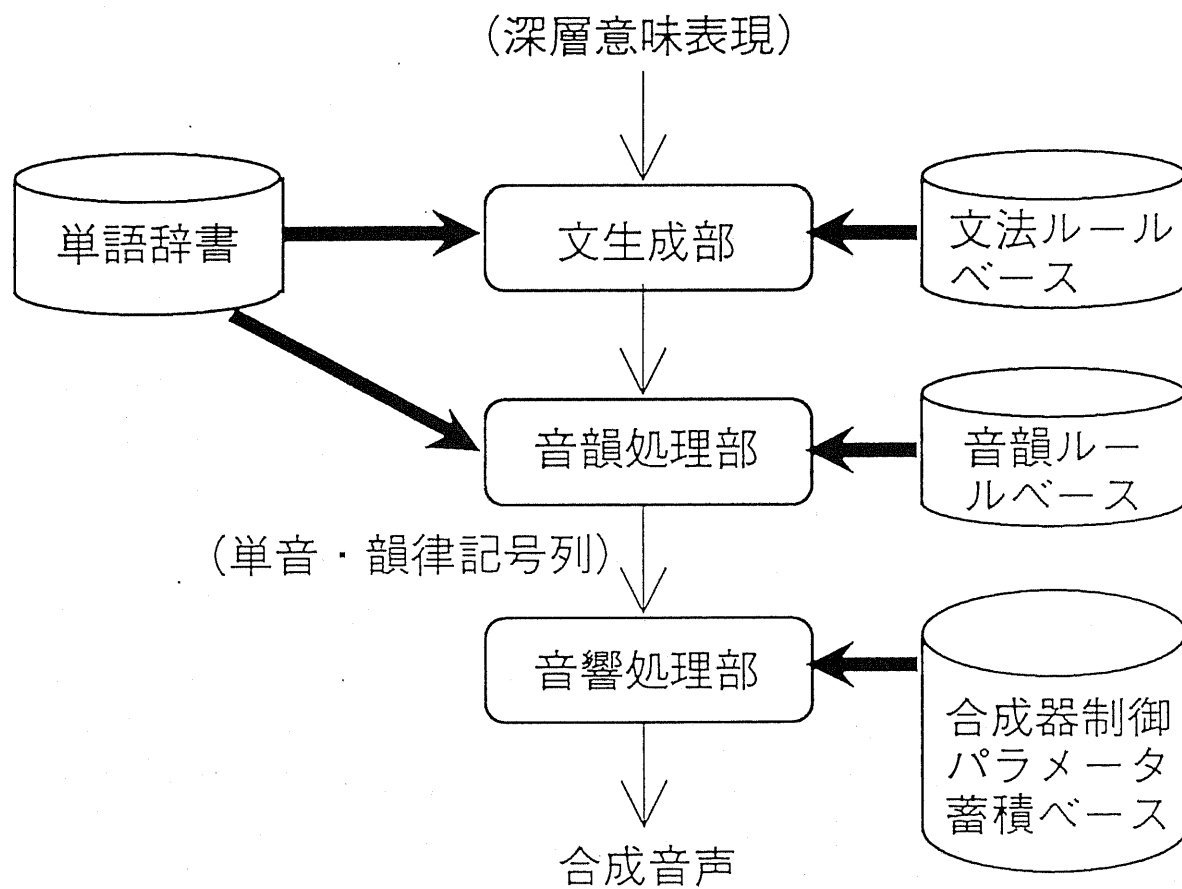 (深層意味表現)
単語辞書
文生成部
文法ルール
ベース
音韻処理部
音韻ルー
ルベース
(単音・韻律記号列)
音響処理部
合成器制御
パラメータ
蓄積ベース
合成音声